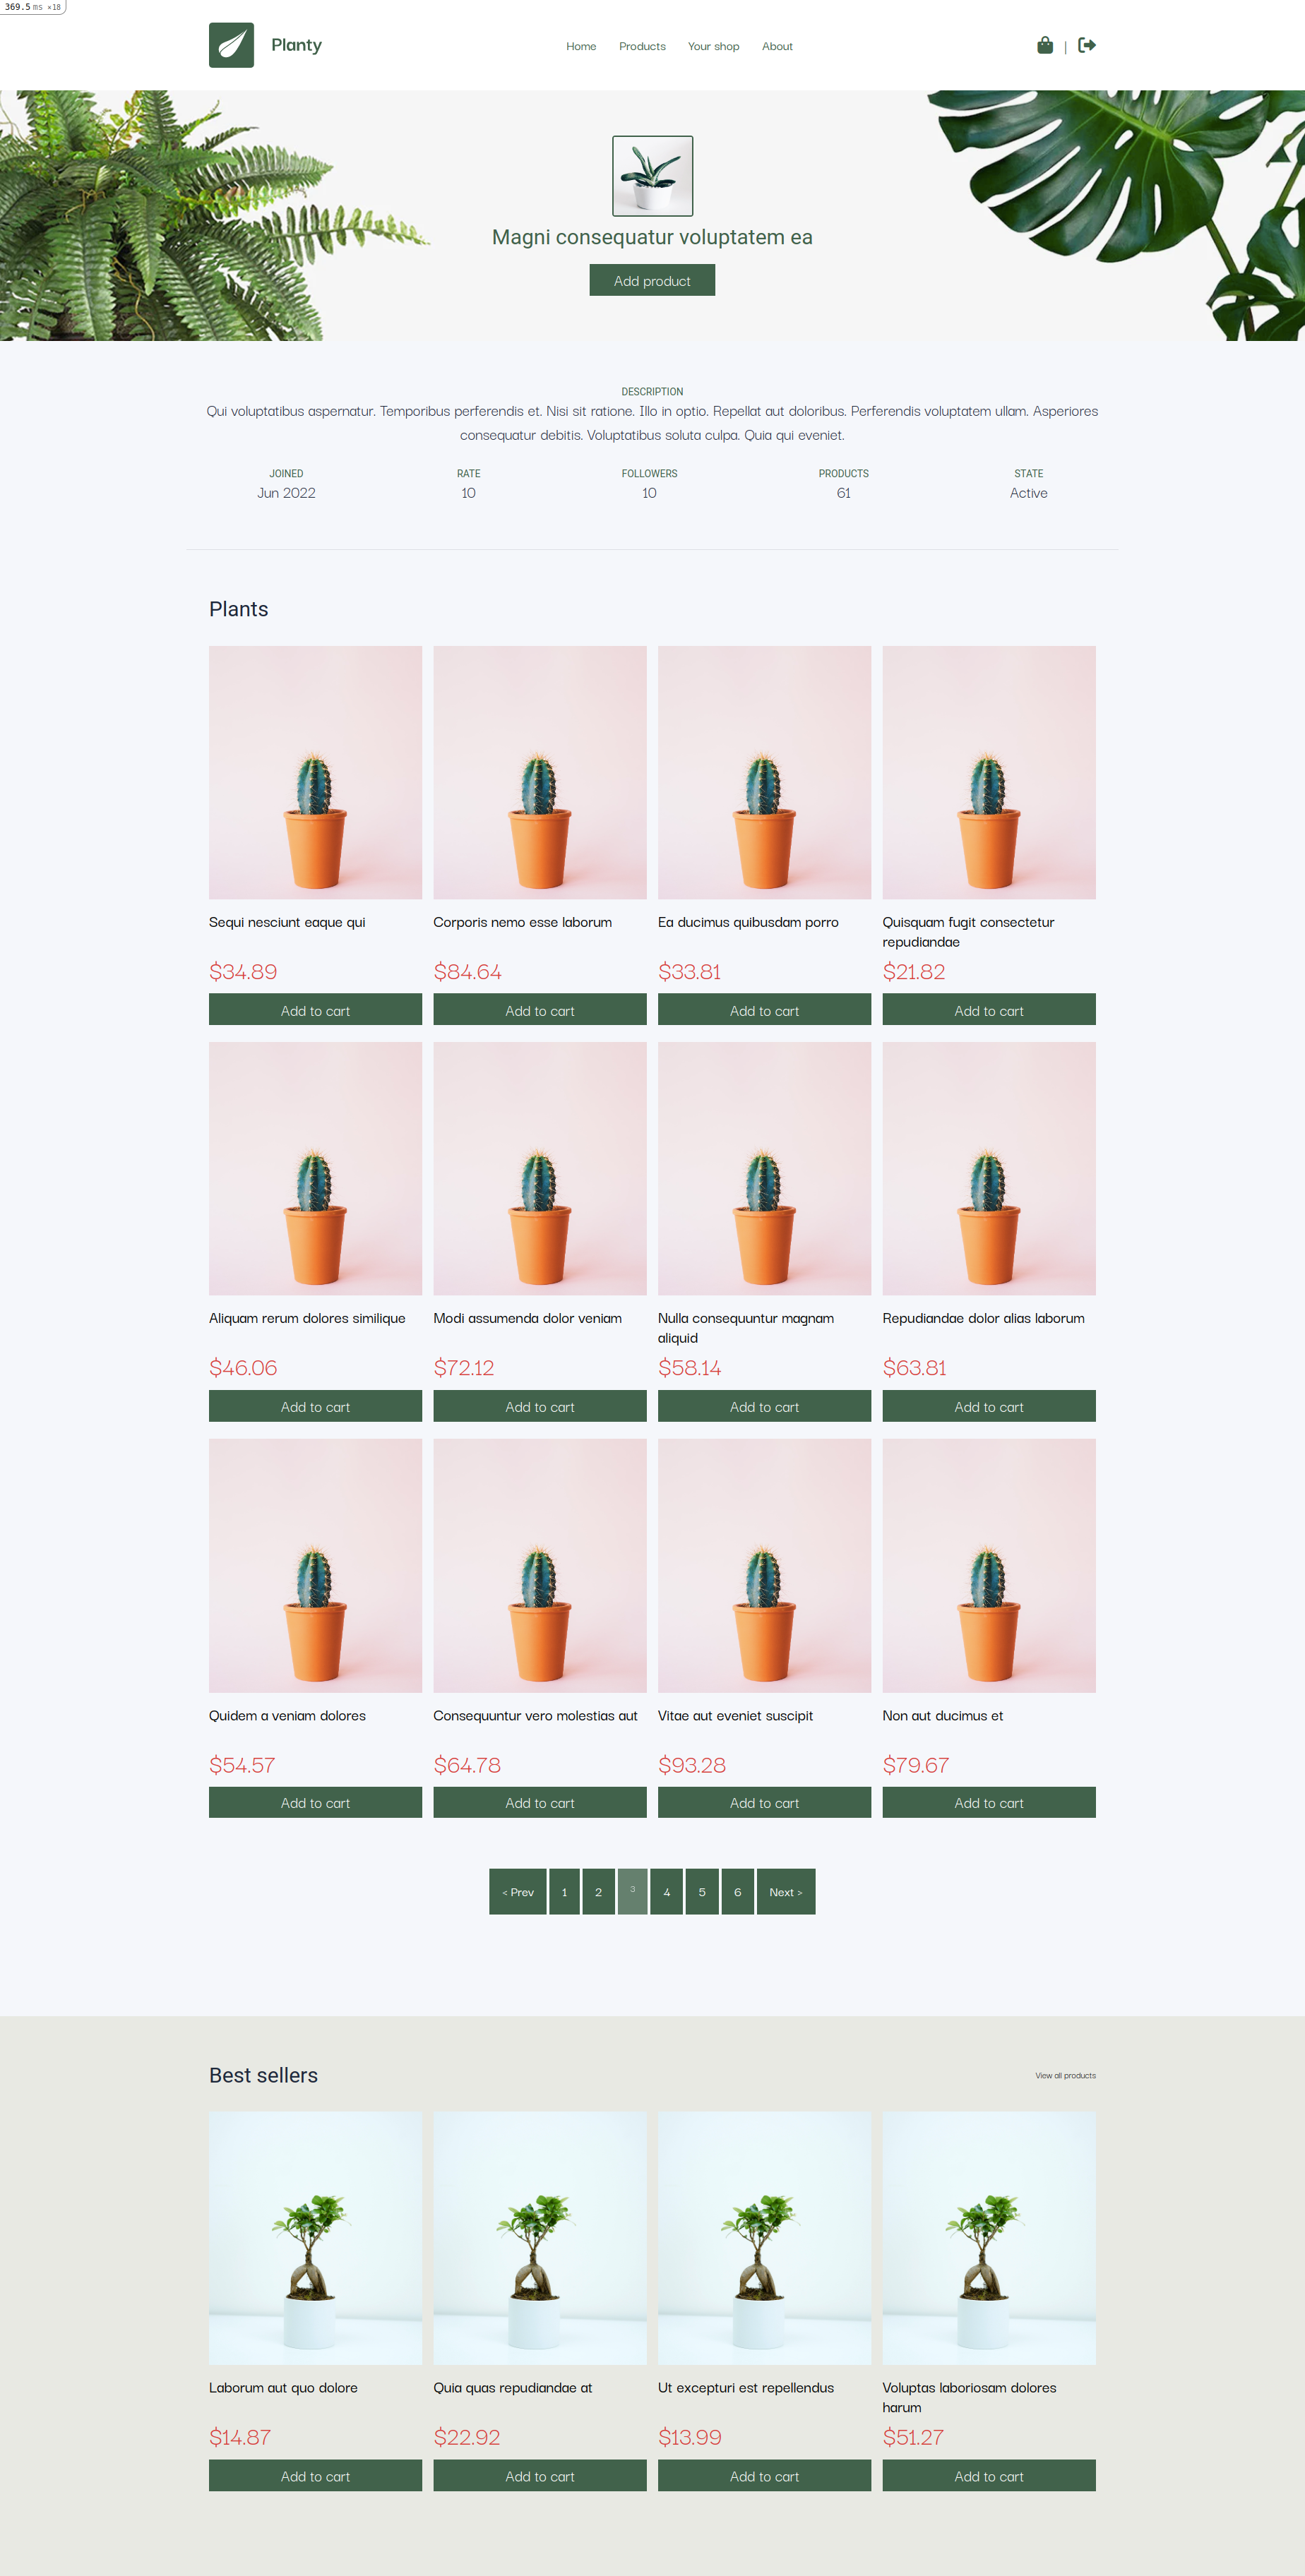 369.5 ms ×18
Planty
Home Products Your shop About
|
Magni consequatur voluptatem ea
Add product
DESCRIPTION
Qui voluptatibus aspernatur. Temporibus perferendis et. Nisi sit ratione. Illo in optio. Repellat aut doloribus. Perferendis voluptatem ullam. Asperiores
consequatur debitis. Voluptatibus soluta culpa. Quia qui eveniet.
JOINED RATE FOLLOWERS PRODUCTS STATE
Jun 2022 10 10 61 Active
Plants
Sequi nesciunt eaque qui
$34.89
Add to cart
Corporis nemo esse laborum
$84.64
Add to cart
Ea ducimus quibusdam porro
$33.81
Add to cart
Quisquam fugit consectetur
repudiandae
$21.82
Add to cart
Aliquam rerum dolores similique
$46.06
Add to cart
Modi assumenda dolor veniam
$72.12
Add to cart
Nulla consequuntur magnam
aliquid
$58.14
Add to cart
Repudiandae dolor alias laborum
$63.81
Add to cart
Quidem a veniam dolores
$54.57
Add to cart
Consequuntur vero molestias aut
$64.78
Add to cart
Vitae aut eveniet suscipit
$93.28
Add to cart
Non aut ducimus et
$79.67
Add to cart
< Prev 1 2 3 4 5 6 Next >
Best sellers
View all products
Laborum aut quo dolore
$14.87
Add to cart
Quia quas repudiandae at
$22.92
Add to cart
Ut excepturi est repellendus
$13.99
Add to cart
Voluptas laboriosam dolores
harum
$51.27
Add to cart